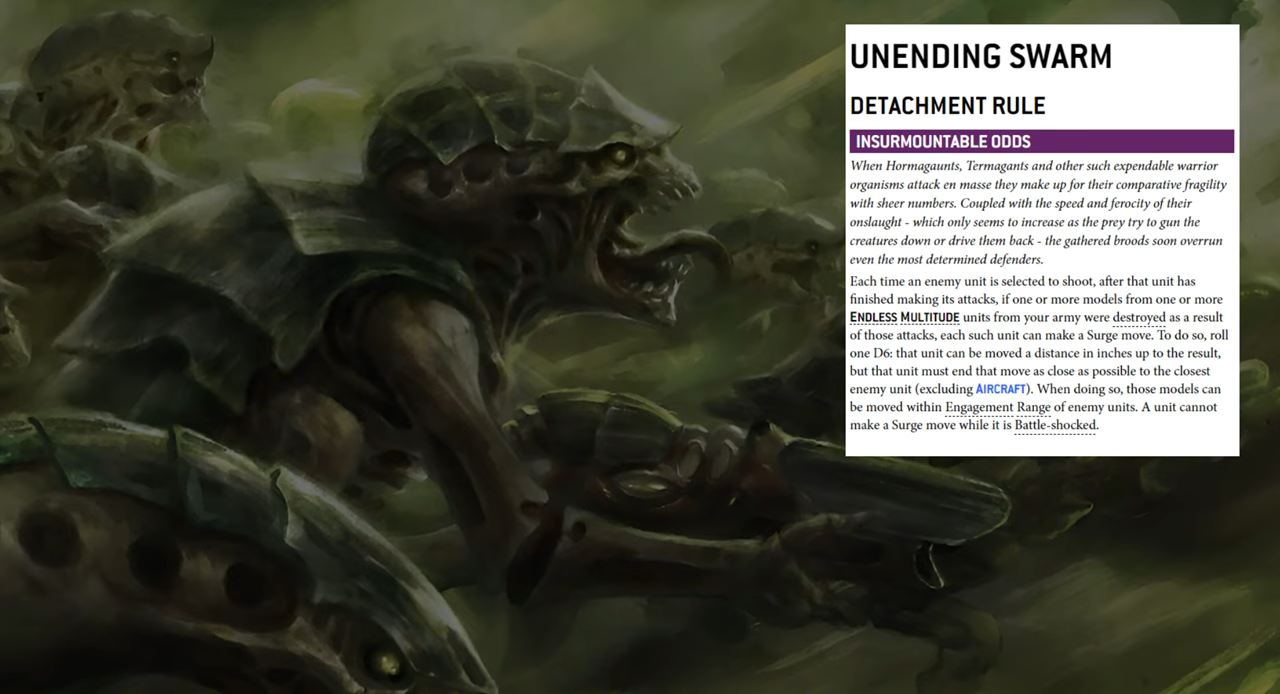 UNENDING SWARM
DETACHMENT RULE
INSURMOUNTABLE ODDS
When Hormagaunts, Termagants and other such expendable warrior
organisms attack en masse they make up for their comparative fragility
with sheer numbers. Coupled with the speed and ferocity of their
onslaught - which only seems to increase as the prey try to gun the
creatures down or drive them back - the gathered broods soon overrun
even the most determined defenders.
Each time an enemy unit is selected to shoot, after that unit has
finished making its attacks, if one or more models from one or more
ENDLESS MULTITUDE units from your army were destroyed as a result
of those attacks, each such unit can make a Surge move. To do so, roll
one D6: that unit can be moved a distance in inches up to the result,
but that unit must end that move as close as possible to the closest
enemy unit (excluding AIRCRAFT). When doing so, those models can
be moved within Engagement Range of enemy units. A unit cannot
make a Surge move while it is Battle-shocked.